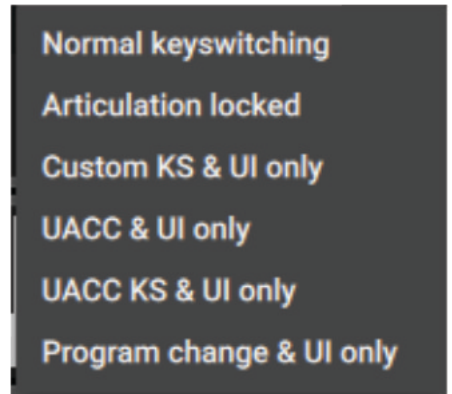 Normal keyswitching
Articulation locked
Custom KS & UI only
UACC & UI only
UACC KS & UI only
Program change & UI only